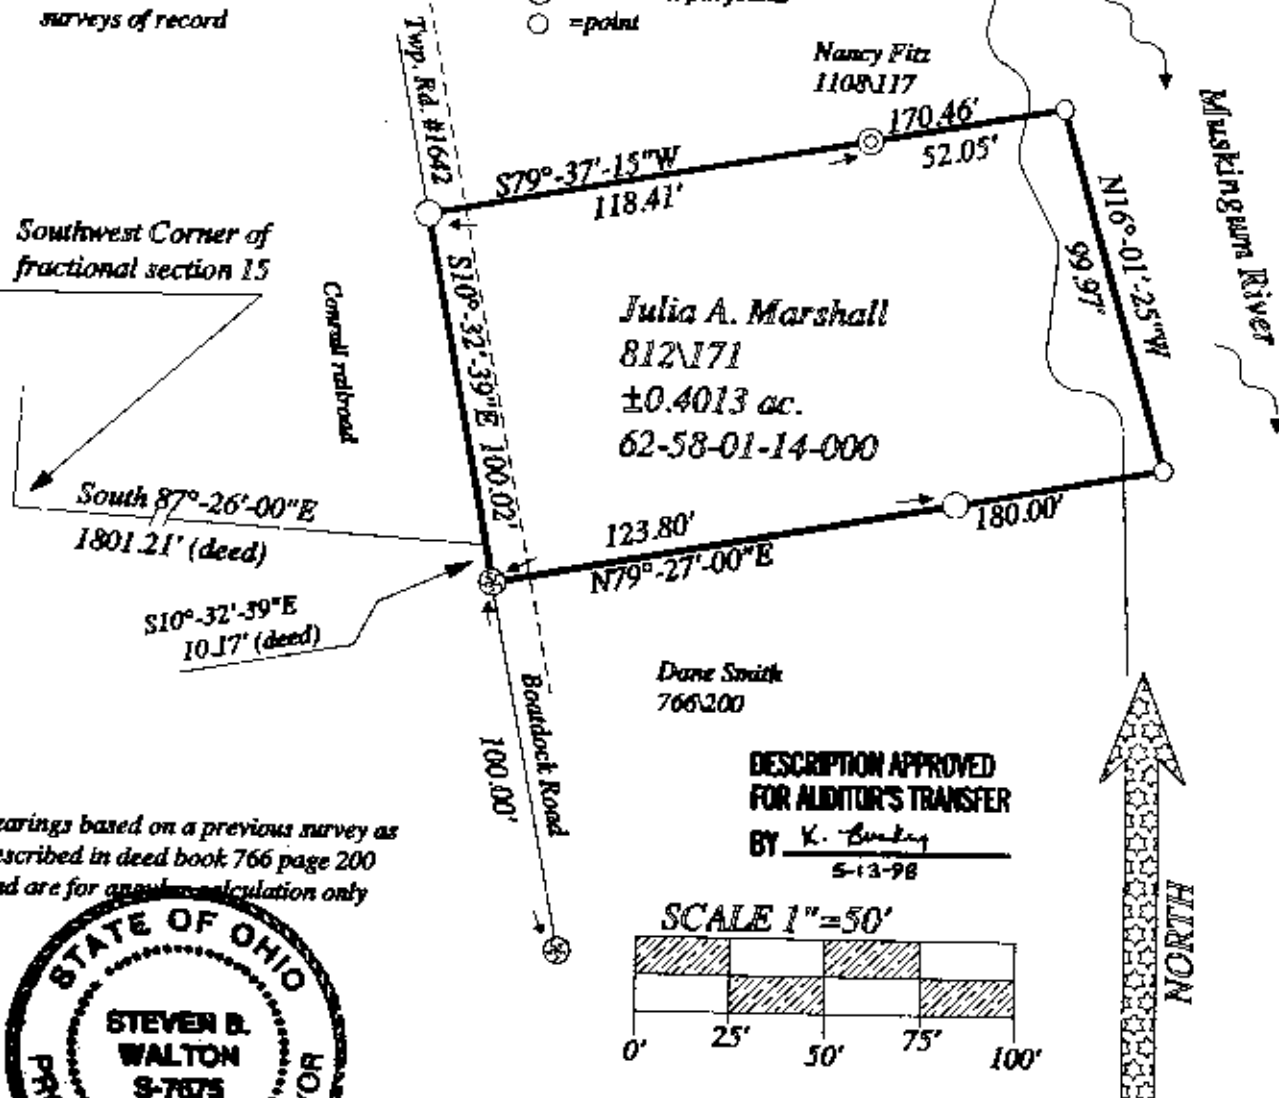 surveys of record
=point
Nancy Fitz
1108\117
Twp. Rd. #1642
S79°-37'-15"W
118.41'
170.46'
52.05'
Muskingum River
N16°-01'-25"W
99.97'
Southwest Corner of
fractional section 15
Conrail railroad
S10°-32'-39"E 100.02'
Julia A. Marshall
812\171
±0.4013 ac.
62-58-01-14-000
South 87°-26'-00"E
1801.21' (deed)
S10°-32'-39"E
10.17' (deed)
123.80'
N79°-27'-00"E
180.00'
Dane Smith
766\200
Boatdock Road
100.00'
DESCRIPTION APPROVED
FOR AUDITOR'S TRANSFER
BY
5-13-98
earings based on a previous survey as
escribed in deed book 766 page 200
nd are for angular calculation only
SCALE 1"=50'
0' 25' 50' 75' 100'
NORTH
STATE OF OHIO
STEVEN B.
WALTON
S-7675